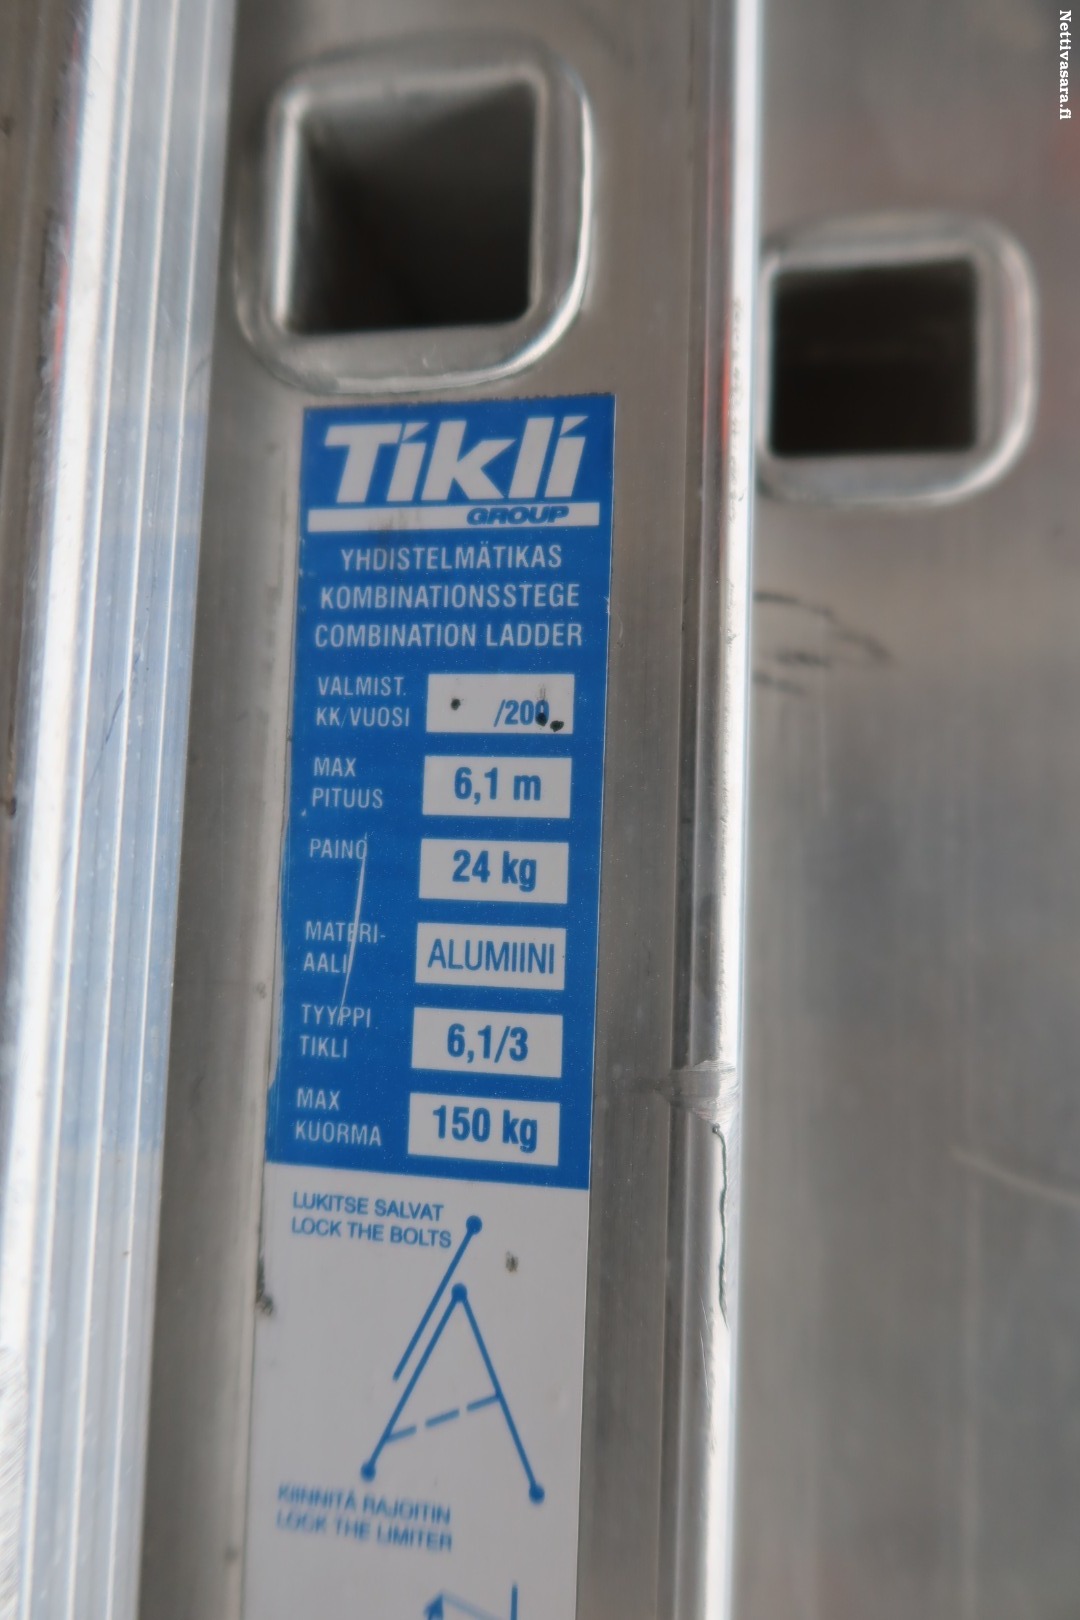 Nettivasara.fi
Tikli
GROUP
YHDISTELMÄTIKAS
KOMBINATIONSSTEGE
COMBINATION LADDER
VALMIST.
KK/VUOSI /200
MAX
PITUUS 6,1 m
PAINO 24 kg
MATERI-
AALI ALUMIINI
TYYPPI
TIKLI 6,1/3
MAX
KUORMA 150 kg
LUKITSE SALVAT
LOCK THE BOLTS
KIINNITÄ RAJOITIN
LOCK THE LIMITER